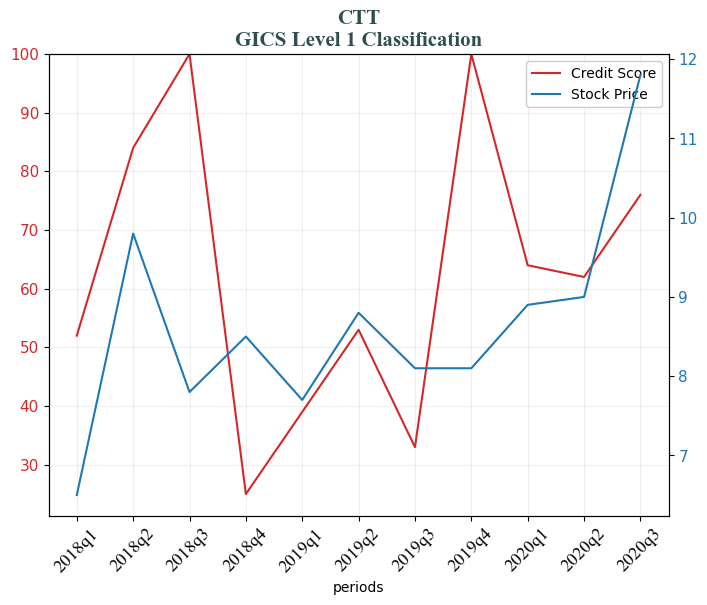 CTT
GICS Level 1 Classification
100
90
80
70
60
50
40
30
12
11
10
9
8
7
Credit Score
Stock Price
2018q1
2018q2
2018q3
2018q4
2019q1
2019q2
2019q3
2019q4
2020q1
2020q2
2020q3
periods